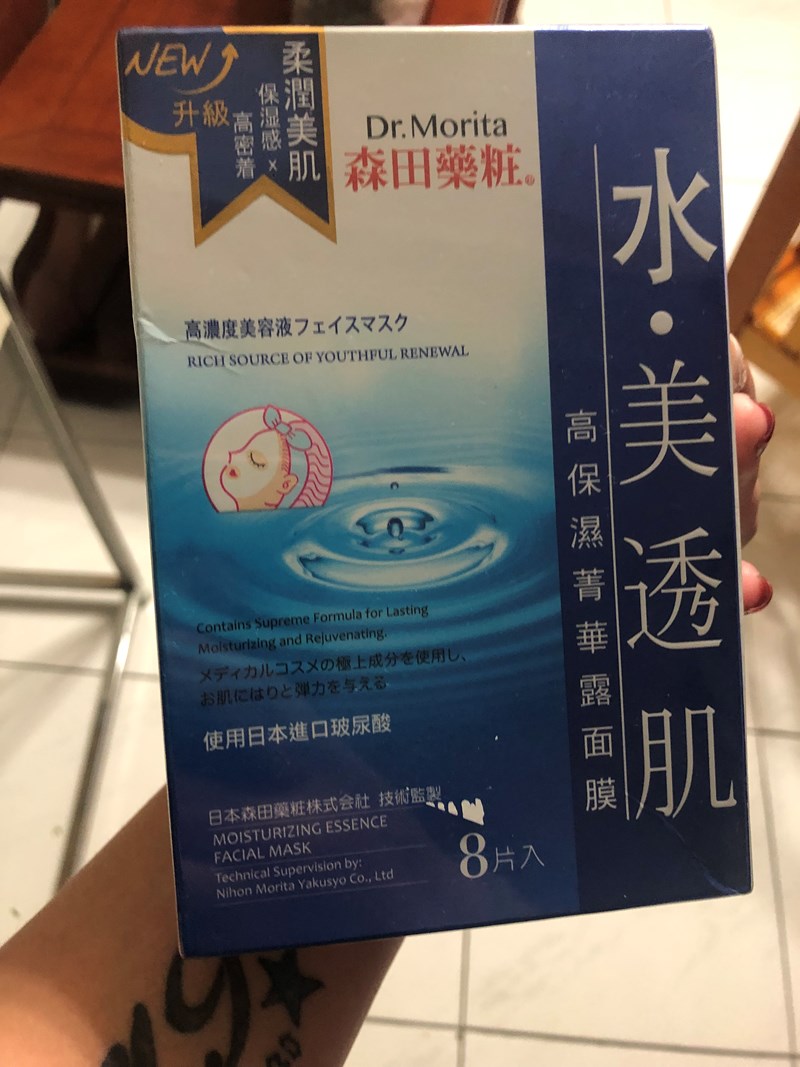 NEW
升級
柔潤美肌
保湿感×
高密着
Dr.Morita
森田藥粧®
水・美透肌
高保濕菁華露面膜
高濃度美容液フェイスマスク
RICH SOURCE OF YOUTHFUL RENEWAL
Contains Supreme Formula for Lasting
Moisturizing and Rejuvenating.
メディカルコスメの極上成分を使用し、
お肌にはりと弾力を与える
使用日本進口玻尿酸
日本森田藥粧株式会社 技術監製
MOISTURIZING ESSENCE
FACIAL MASK
Technical Supervision by:
Nihon Morita Yakusyo Co., Ltd
8片入